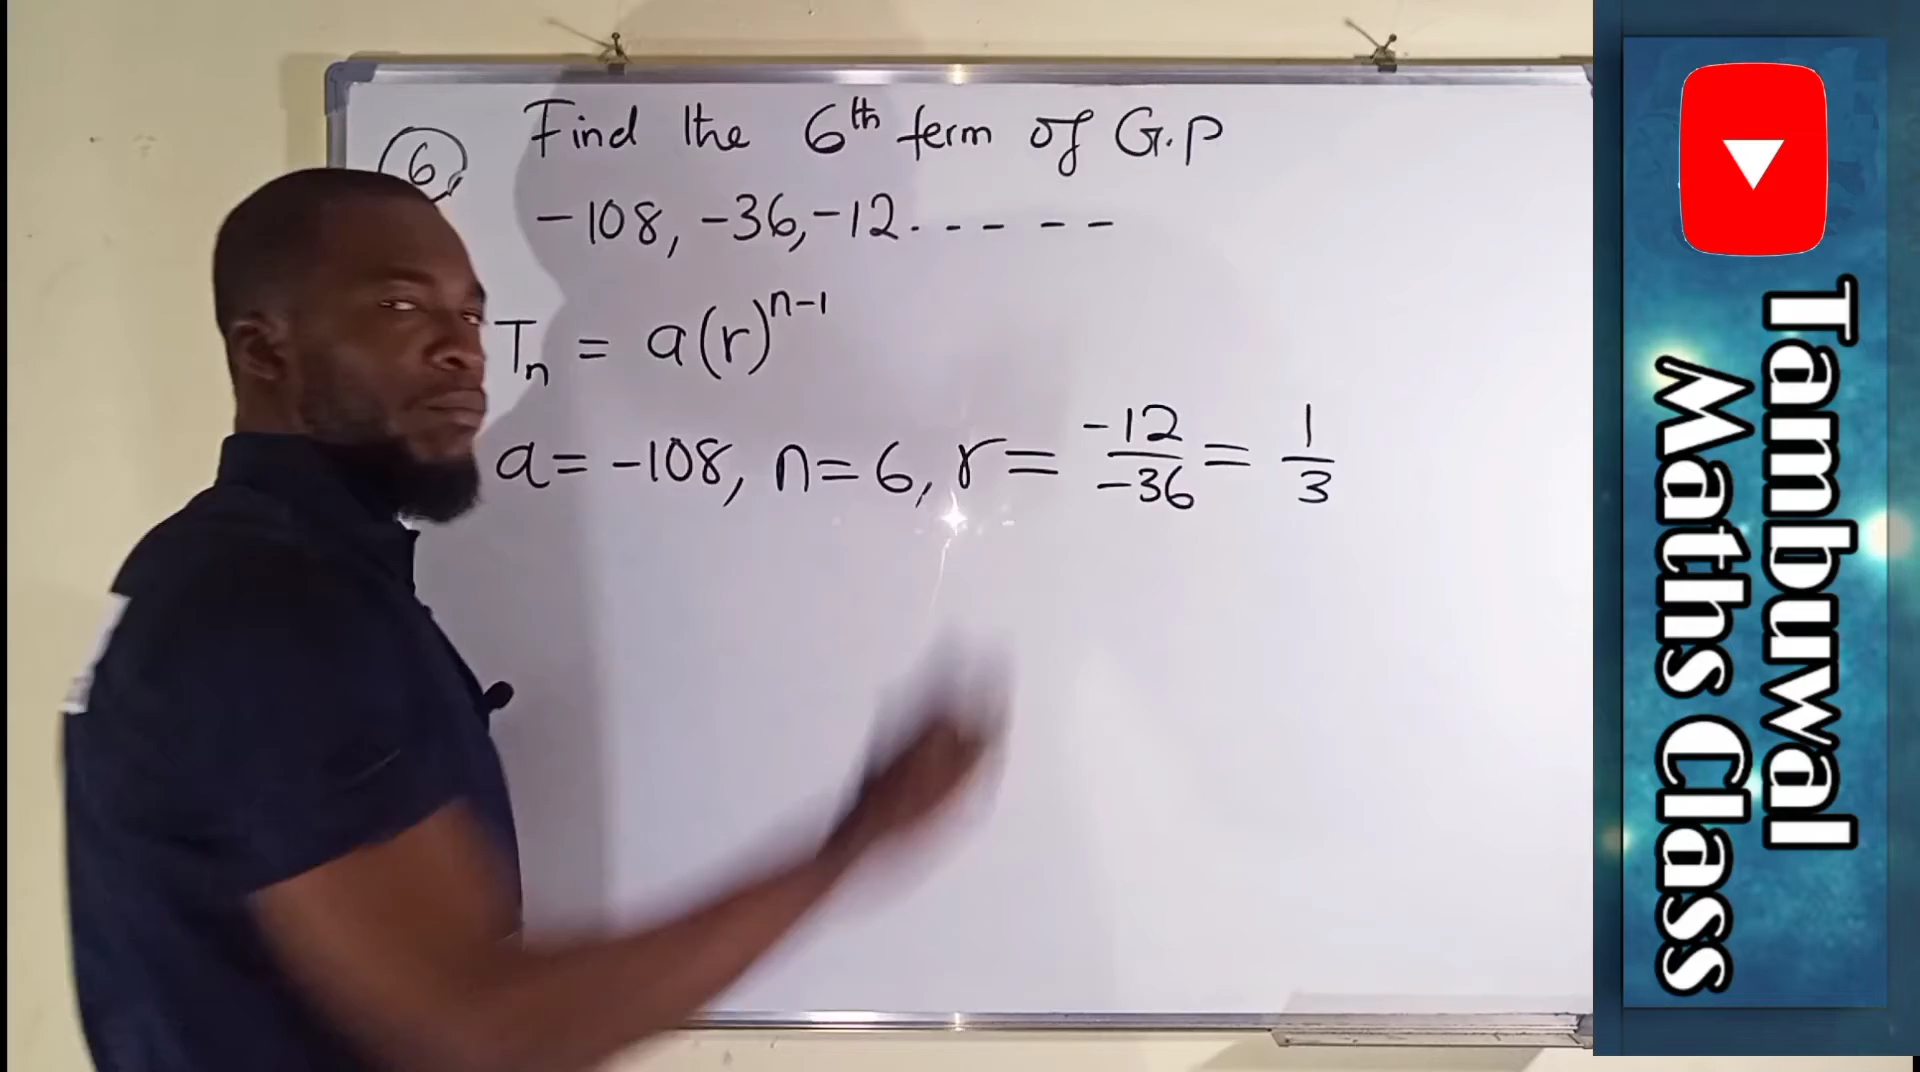 6 Find the 6th term of G.P
-108, -36, -12.-----
Tn = a(r)^n-1
a = -108, n = 6, r = -12/-36 = 1/3
Tambuwal
Maths Class